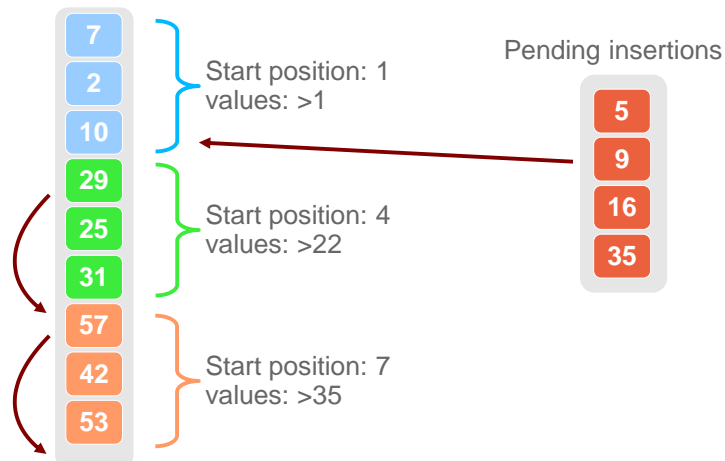 7
2
10
29
25
31
57
42
53
Start position: 1
values: >1
Start position: 4
values: >22
Start position: 7
values: >35
Pending insertions
5
9
16
35